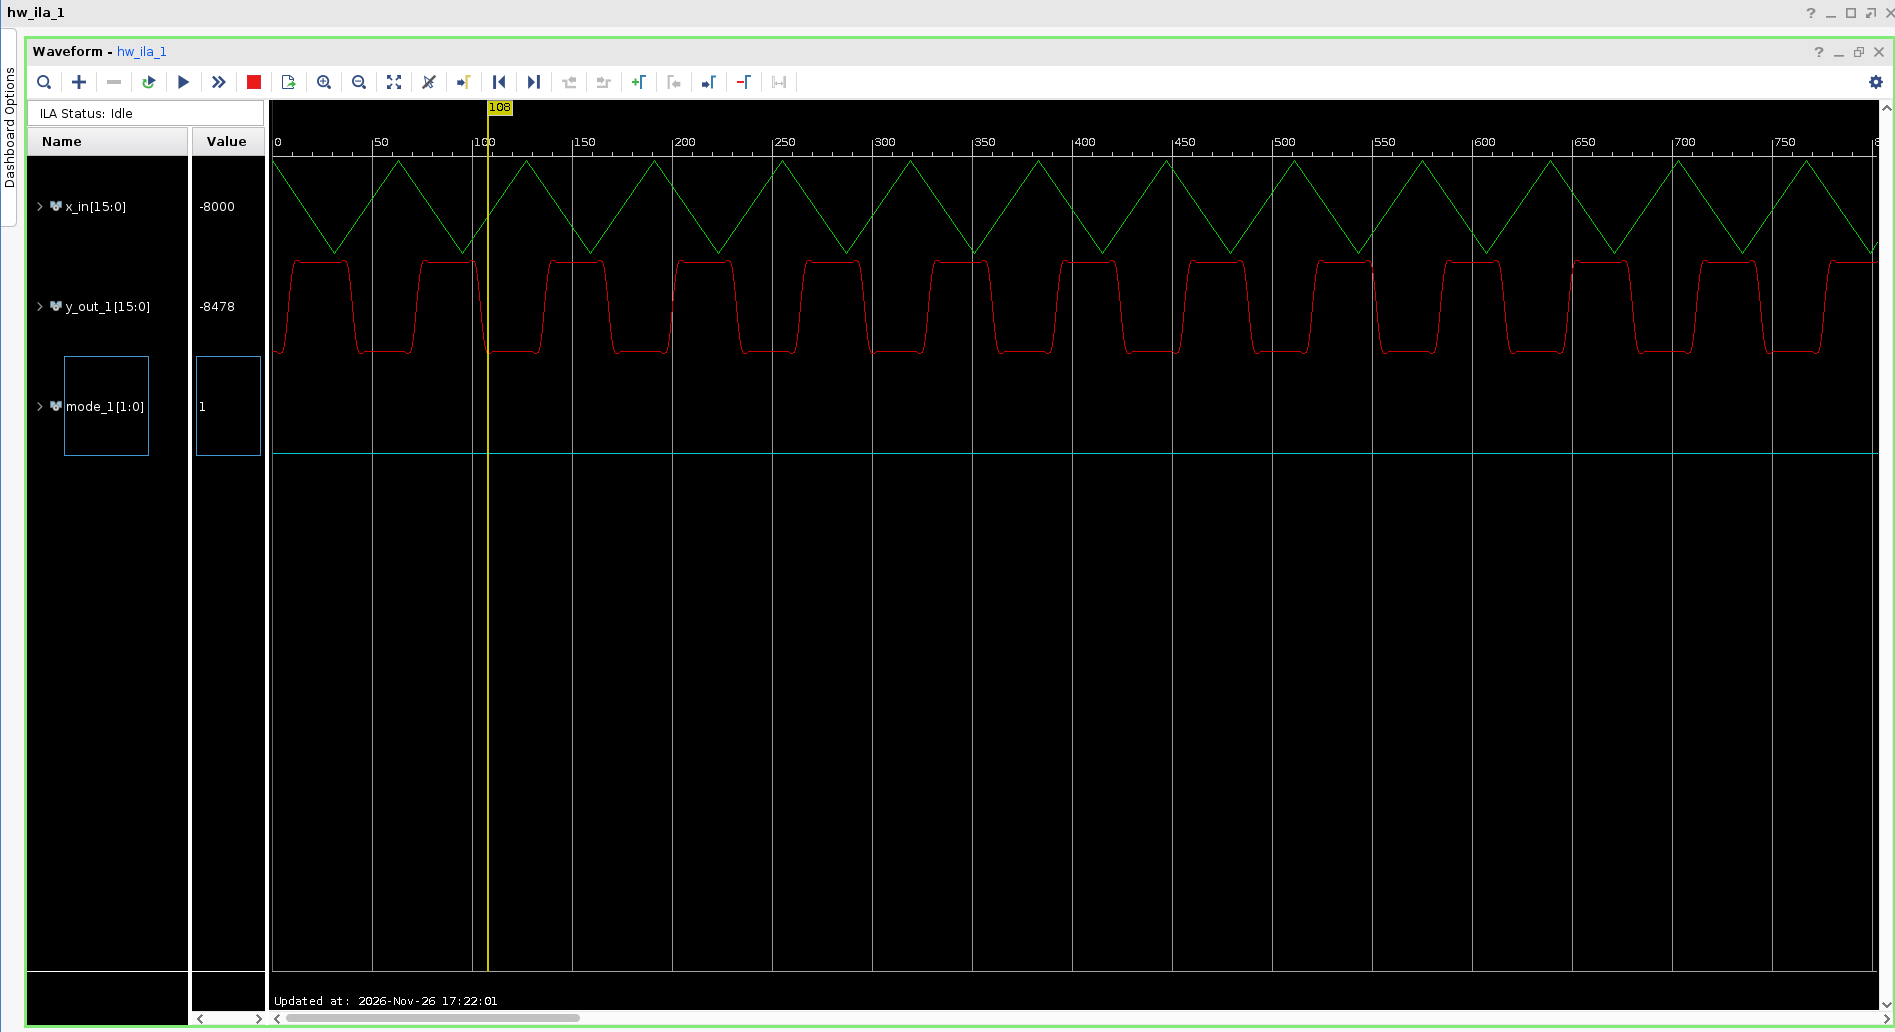 hw_ila_1
Dashboard Options
Waveform - hw_ila_1
ILA Status: Idle
Name Value
108
0 50 100 150 200 250 300 350 400 450 500 550 600 650 700 750 8
x_in[15:0] -8000
y_out_1[15:0] -8478
mode_1[1:0] 1
Updated at: 2026-Nov-26 17:22:01